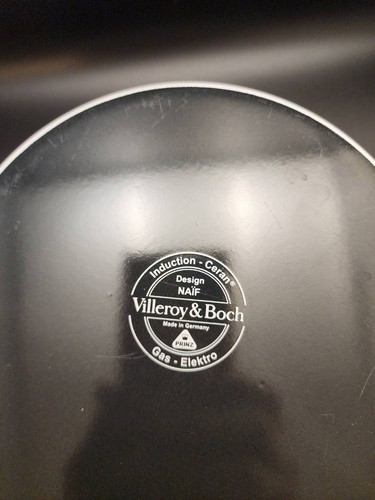 Induction - Ceran®
Design
NAÏF
Villeroy & Boch
Made in Germany
PRINZ
Gas - Elektro